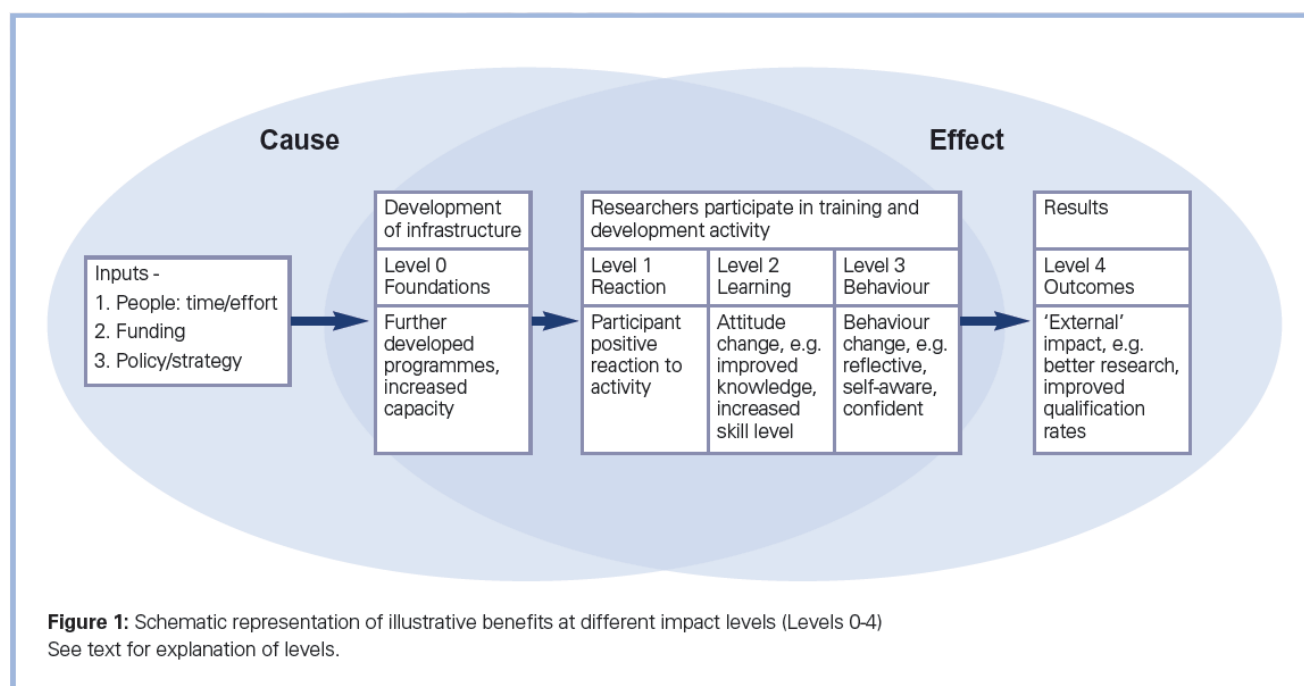 Cause
Effect
Inputs -
1. People: time/effort
2. Funding
3. Policy/strategy
Development
of infrastructure
Level 0
Foundations
Further
developed
programmes,
increased
capacity
Researchers participate in training and
development activity
Level 1
Reaction
Participant
positive
reaction to
activity
Level 2
Learning
Attitude
change, e.g.
improved
knowledge,
increased
skill level
Level 3
Behaviour
Behaviour
change, e.g.
reflective,
self-aware,
confident
Results
Level 4
Outcomes
‘External’
impact, e.g.
better research,
improved
qualification
rates
Figure 1: Schematic representation of illustrative benefits at different impact levels (Levels 0-4)
See text for explanation of levels.